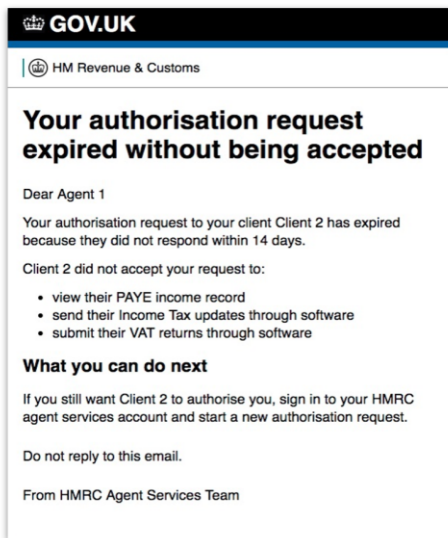 GOV.UK
HM Revenue & Customs
Your authorisation request
expired without being accepted
Dear Agent 1
Your authorisation request to your client Client 2 has expired
because they did not respond within 14 days.
Client 2 did not accept your request to:
• view their PAYE income record
• send their Income Tax updates through software
• submit their VAT returns through software
What you can do next
If you still want Client 2 to authorise you, sign in to your HMRC
agent services account and start a new authorisation request.
Do not reply to this email.
From HMRC Agent Services Team